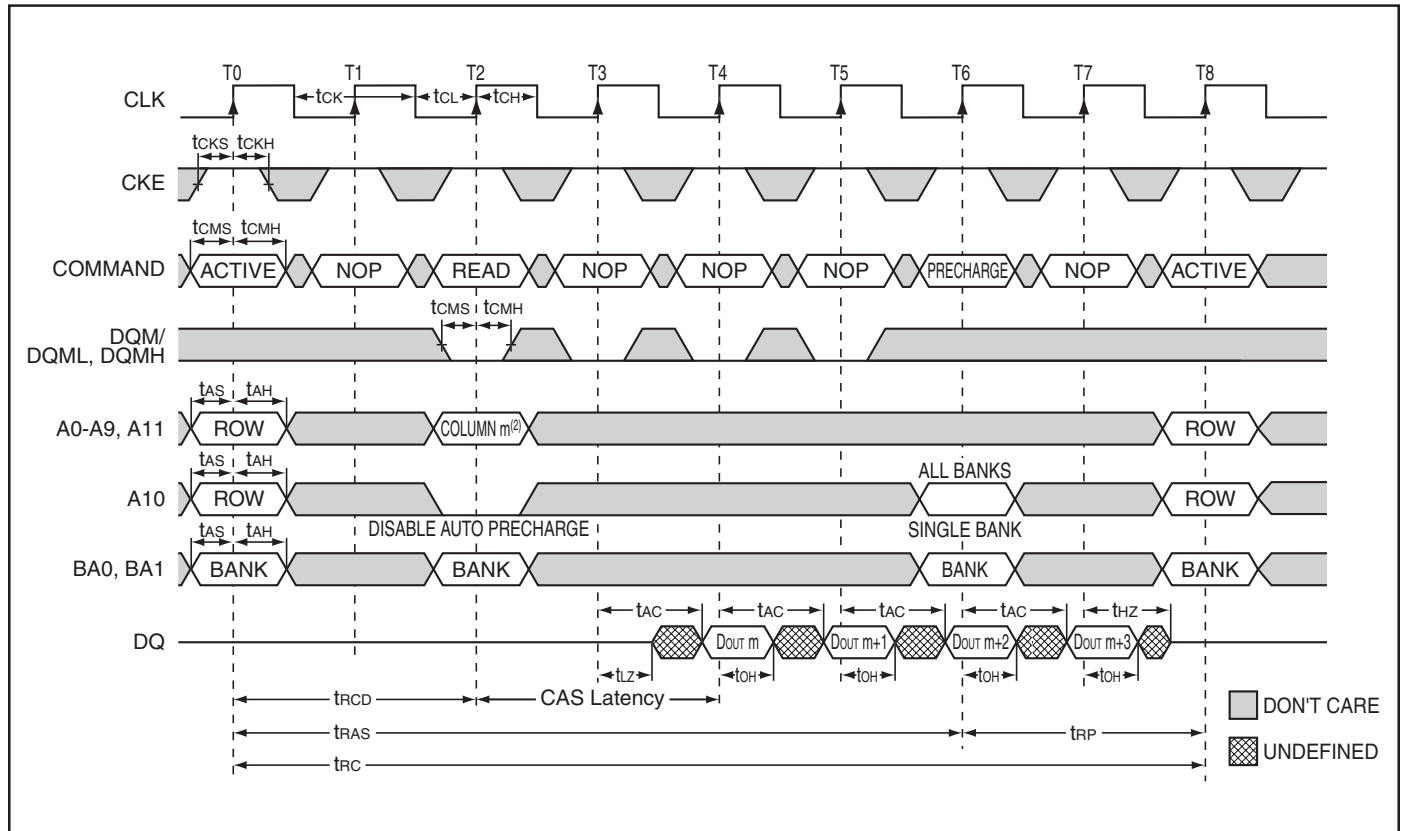 T0 T1 T2 T3 T4 T5 T6 T7 T8
CLK tCK tCL tCH
tCKS tCKH
CKE
tCMS tCMH
COMMAND ACTIVE NOP READ NOP NOP NOP PRECHARGE NOP ACTIVE
tCMS tCMH
DQM/
DQML, DQMH
tAS tAH
A0-A9, A11 ROW COLUMN m(2) ROW
tAS tAH ALL BANKS
A10 ROW ROW
DISABLE AUTO PRECHARGE SINGLE BANK
tAS tAH
BA0, BA1 BANK BANK BANK BANK
tAC tAC tAC tAC tHZ
DQ DOUT m DOUT m+1 DOUT m+2 DOUT m+3
tLZ tOH tOH tOH tOH
tRCD CAS Latency
DON'T CARE
tRAS tRP
UNDEFINED
tRC